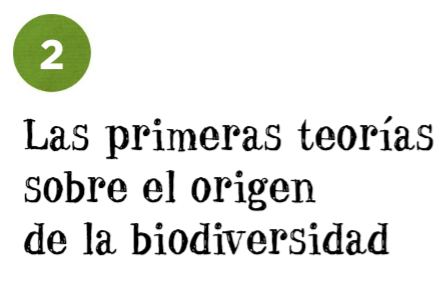 2
Las primeras teorías
sobre el origen
de la biodiversidad